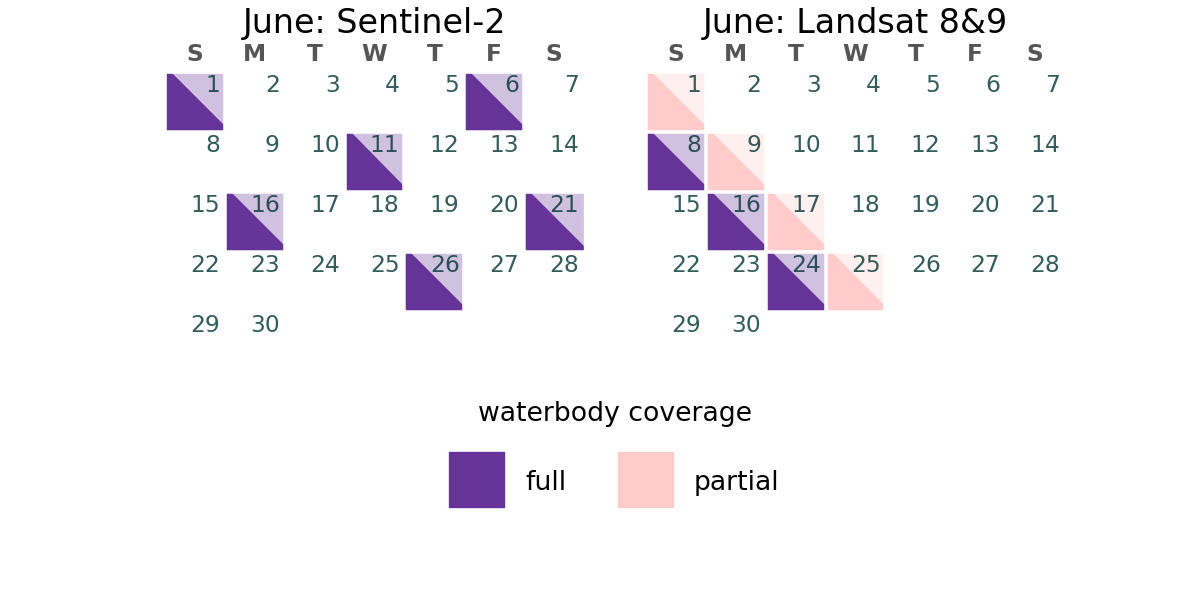 June: Sentinel-2
S M T W T F S
1 2 3 4 5 6 7
8 9 10 11 12 13 14
15 16 17 18 19 20 21
22 23 24 25 26 27 28
29 30
June: Landsat 8&9
S M T W T F S
1 2 3 4 5 6 7
8 9 10 11 12 13 14
15 16 17 18 19 20 21
22 23 24 25 26 27 28
29 30
waterbody coverage
full partial